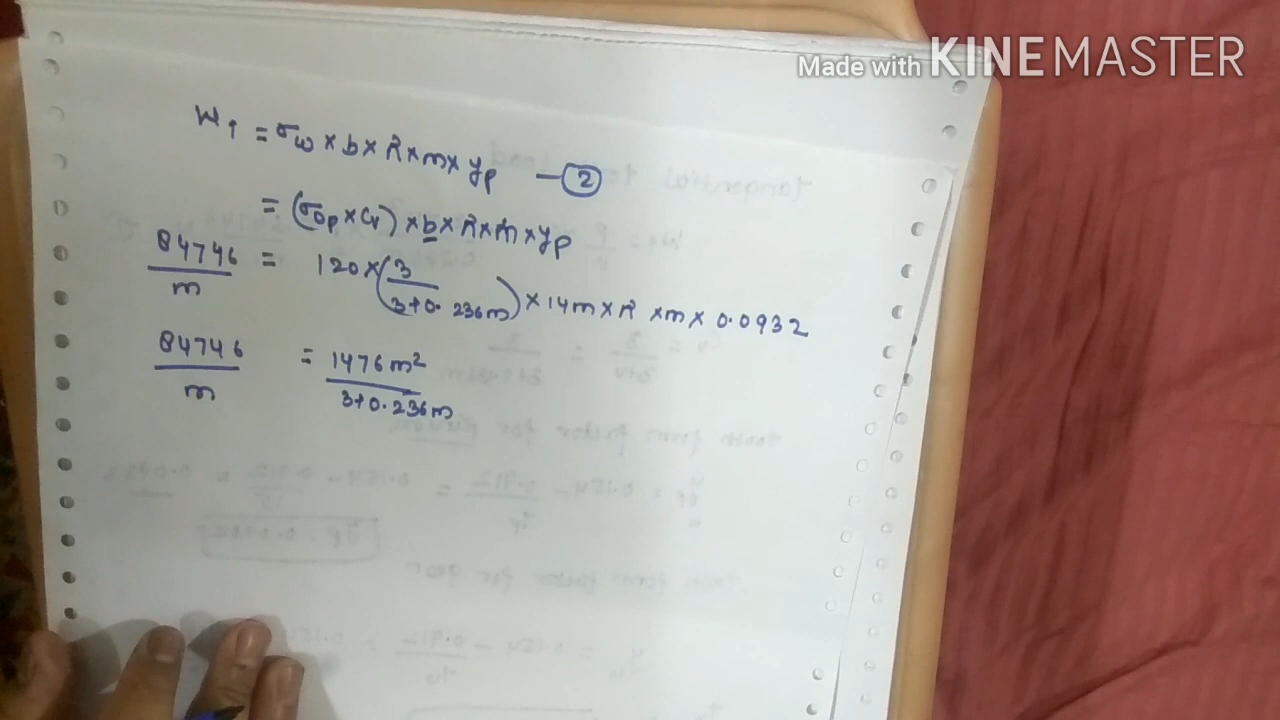 Made with KINEMASTER
WT = σw × b × π × m × yp — ②
= (σop × Cv) × b × π × m × yp
84746/m = 120 × (3/(3+0.236m)) × 14m × π × m × 0.0932
84746/m = 1476m²/(3+0.236m)